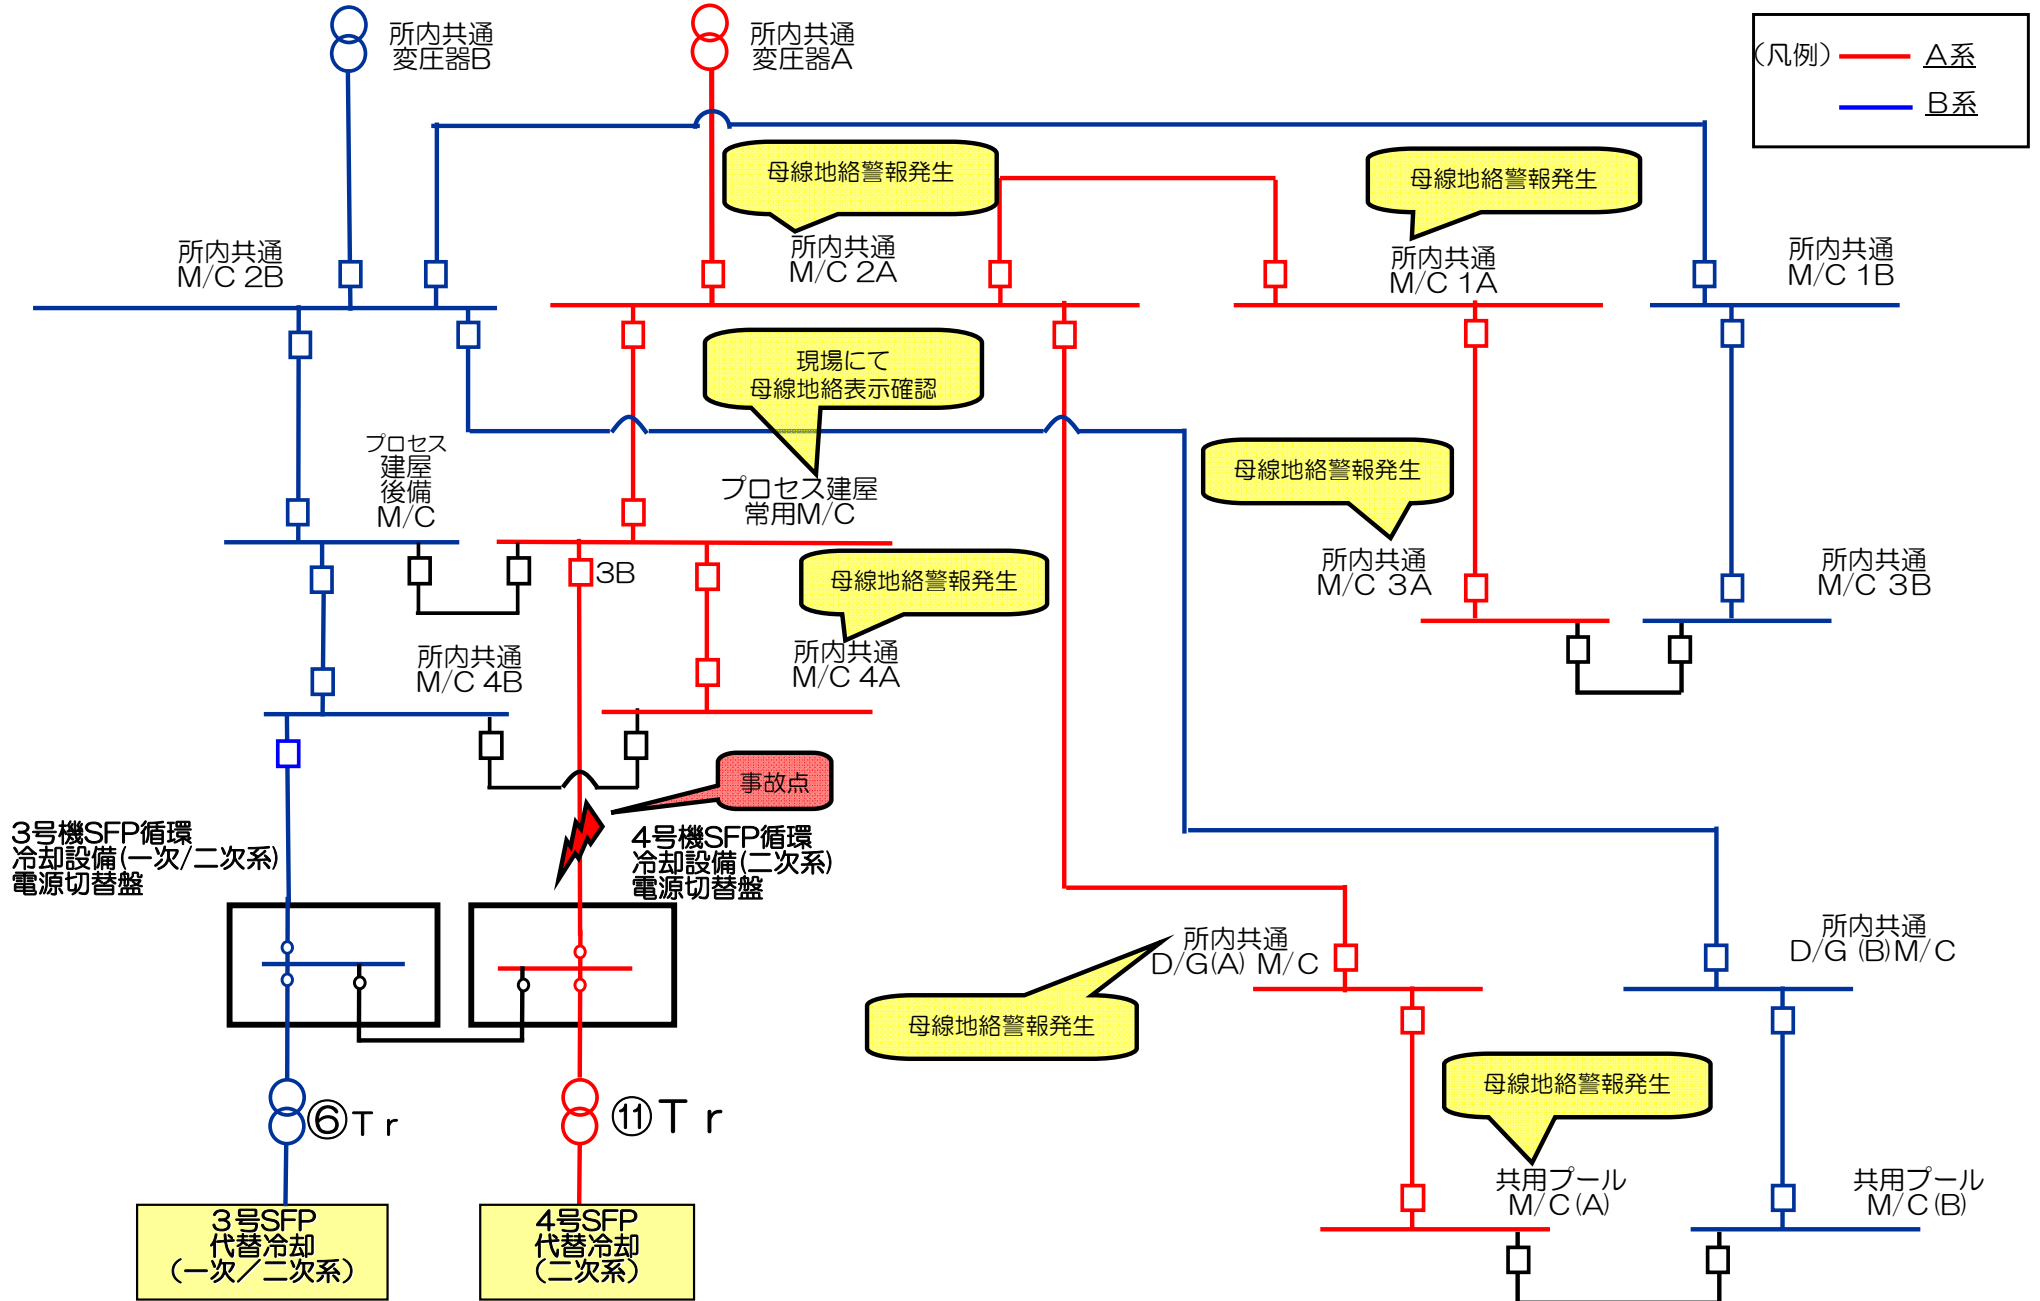 所内共通
変圧器B
所内共通
変圧器A
(凡例)
A系
B系
母線地絡警報発生
母線地絡警報発生
所内共通
M/C 2B
所内共通
M/C 2A
所内共通
M/C 1A
所内共通
M/C 1B
現場にて
母線地絡表示確認
プロセス
建屋
後備
M/C
プロセス建屋
常用M/C
母線地絡警報発生
3B
母線地絡警報発生
所内共通
M/C 3A
所内共通
M/C 3B
所内共通
M/C 4B
所内共通
M/C 4A
事故点
3号機SFP循環
冷却設備(一次/二次系)
電源切替盤
4号機SFP循環
冷却設備(二次系)
電源切替盤
所内共通
D/G(A) M/C
所内共通
D/G (B)M/C
母線地絡警報発生
母線地絡警報発生
⑥Tr
⑪Tr
共用プール
M/C(A)
共用プール
M/C(B)
3号SFP
代替冷却
(一次/二次系)
4号SFP
代替冷却
(二次系)